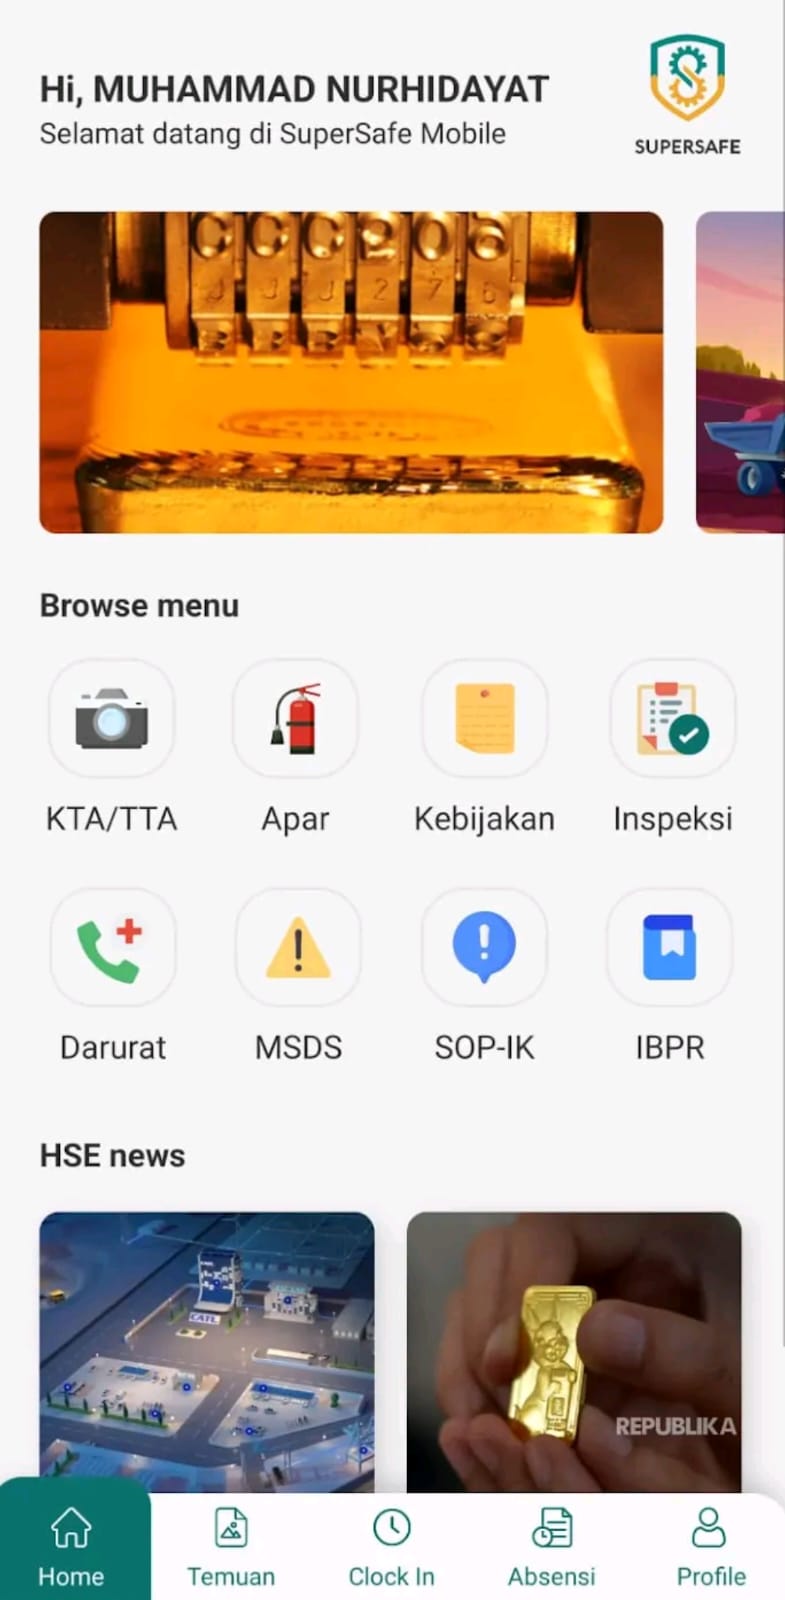 Hi, MUHAMMAD NURHIDAYAT
Selamat datang di SuperSafe Mobile
SUPERSAFE
Browse menu
KTA/TTA
Apar
Kebijakan
Inspeksi
Darurat
MSDS
SOP-IK
IBPR
HSE news
CATL
REPUBLIKA
Home
Temuan
Clock In
Absensi
Profile